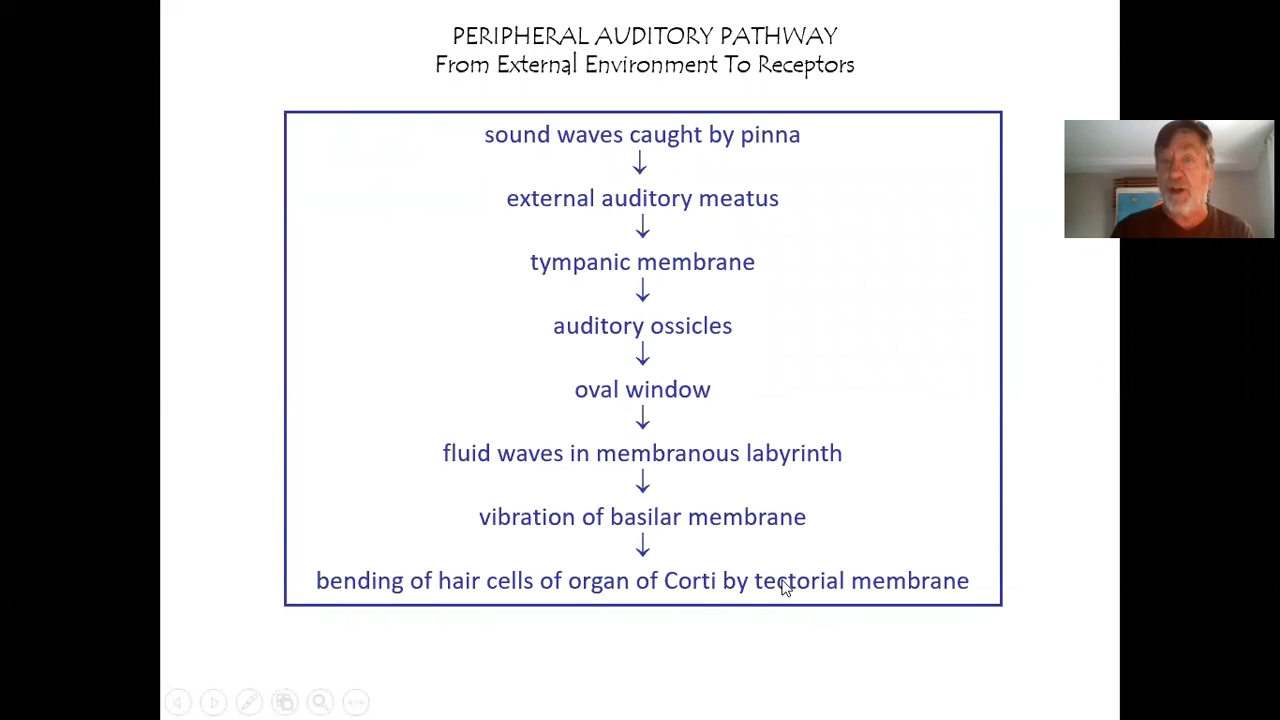 PERIPHERAL AUDITORY PATHWAY
From External Environment To Receptors
sound waves caught by pinna
↓
external auditory meatus
↓
tympanic membrane
↓
auditory ossicles
↓
oval window
↓
fluid waves in membranous labyrinth
↓
vibration of basilar membrane
↓
bending of hair cells of organ of Corti by tectorial membrane